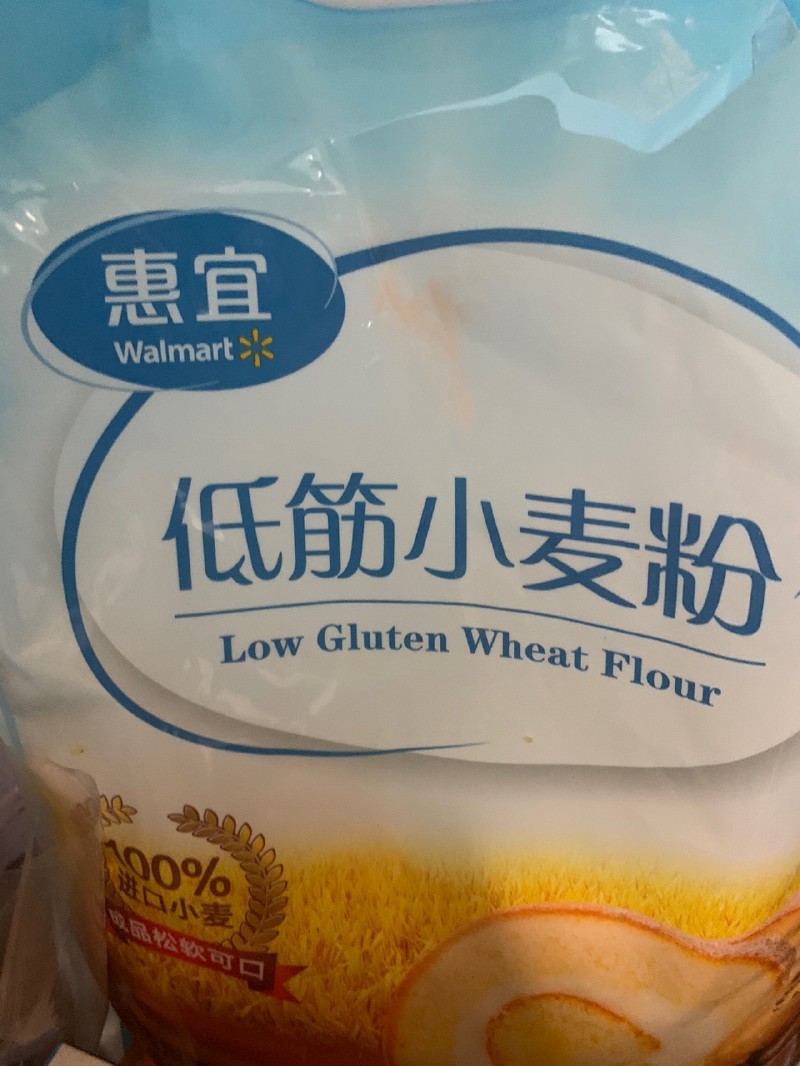 惠宜
Walmart
低筋小麦粉
Low Gluten Wheat Flour
100%
进口小麦
成品松软可口